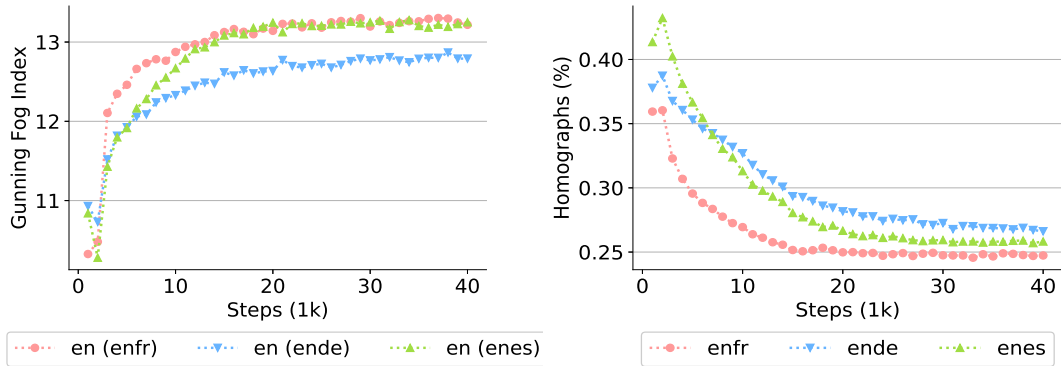 Gunning Fog Index
13
12
11
0 10 20 30 40
Steps (1k)
en (enfr) en (ende) en (enes)
Homographs (%)
0.40
0.35
0.30
0.25
0 10 20 30 40
Steps (1k)
enfr ende enes